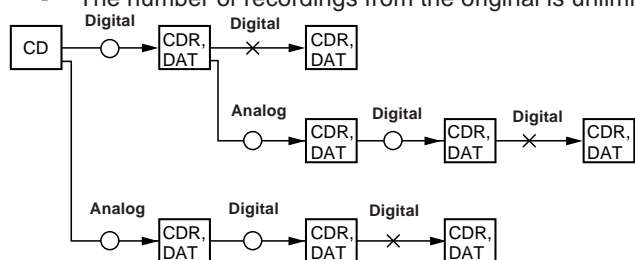 The number of recordings from the original is
Digital Digital
CD CDR, DAT CDR, DAT
Analog Digital Digital
CDR, DAT CDR, DAT CDR, DAT
Analog Digital Digital
CDR, DAT CDR, DAT CDR, DAT